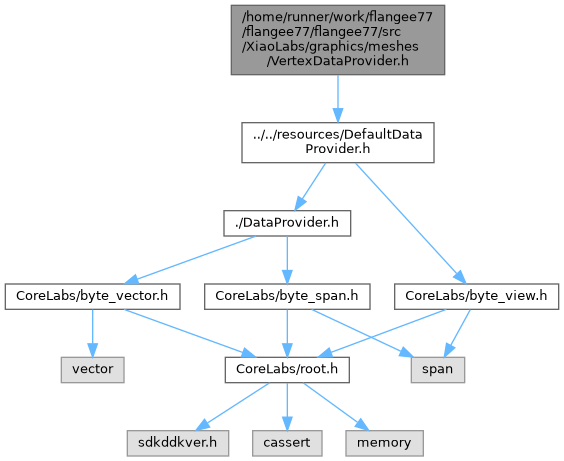 /home/runner/work/flangee77
/flangee77/flangee77/src
/XiaoLabs/graphics/meshes
/VertexDataProvider.h
../../resources/DefaultData
Provider.h
./DataProvider.h
CoreLabs/byte_vector.h
CoreLabs/byte_span.h
CoreLabs/byte_view.h
vector
CoreLabs/root.h
span
sdkddkver.h
cassert
memory